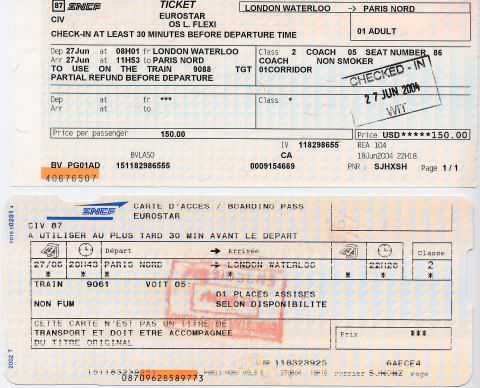 87 SNCF TICKET LONDON WATERLOO -> PARIS NORD
CIV EUROSTAR
OS L. FLEXI
CHECK-IN AT LEAST 30 MINUTES BEFORE DEPARTURE TIME 01 ADULT
Dep 27Jun at 08H01 fr LONDON WATERLOO Class 2 COACH 05 SEAT NUMBER 86
Arr 27Jun at 11H53 to PARIS NORD COACH NON SMOKER
TO USE ON THE TRAIN 9088 TGT 01CORRIDOR
PARTIAL REFUND BEFORE DEPARTURE
CHECKED - IN
27 JUN 2004
WIT
Dep at fr *** Class *
Arr at to
Price per passenger 150.00 Price USD*****150.00
IV 118298655 REA 104
BVLASQ CA 18Jun2004 22H18
BV PG01AD 151182986555 0009154669 PNR : SJHXSH Page 1/1
40676507
SNCF CARTE D'ACCES / BOARDING PASS
EUROSTAR
CIV 87
A UTILISER AU PLUS TARD 30 MIN AVANT LE DEPART
Départ -> Arrivée Classe
27/06 20H43 PARIS NORD -> LONDON WATERLOO 22H28 2
* * * * * * *
TRAIN 9061 VOIT 05:
01 PLACES ASSISES
NON FUM SELON DISPONIBILITE
CETTE CARTE N'EST PAS UN TITRE DE
TRANSPORT ET DOIT ETRE ACCOMPAGNEE
DU TITRE ORIGINAL
Prix ***
118323925 6AECE4
PARIS NORD 270604 Dossier
08709628589773